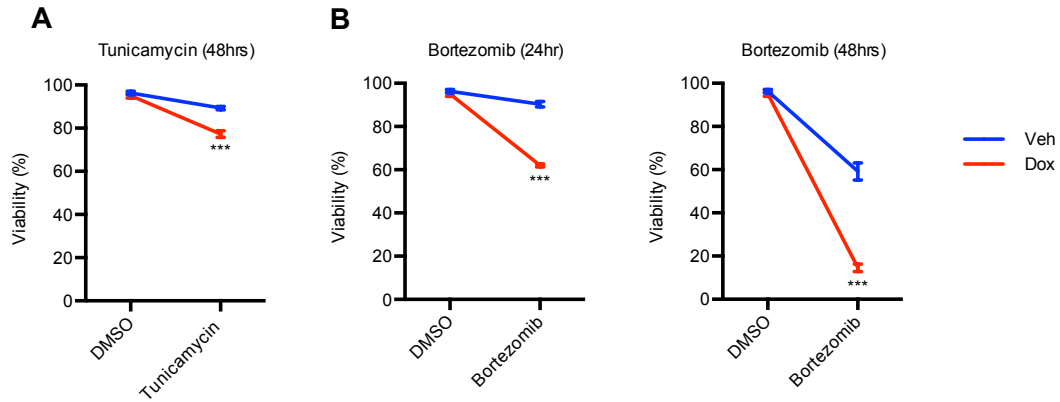 A
Tunicamycin (48hrs)
Viability (%)
100
80
60
40
20
0
***
DMSO
Tunicamycin
B
Bortezomib (24hr)
Viability (%)
100
80
60
40
20
0
***
DMSO
Bortezomib
Bortezomib (48hrs)
Viability (%)
100
80
60
40
20
0
***
DMSO
Bortezomib
Veh
Dox